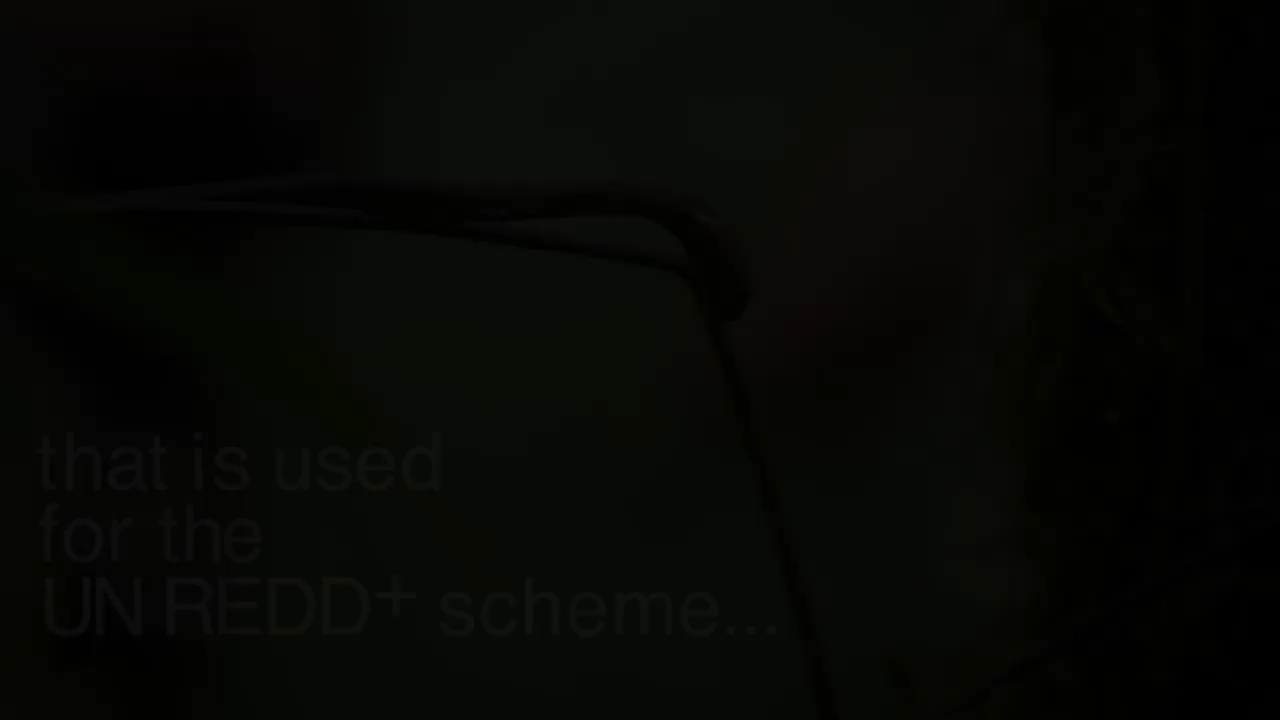 that is used
for the
UN REDD+ scheme...